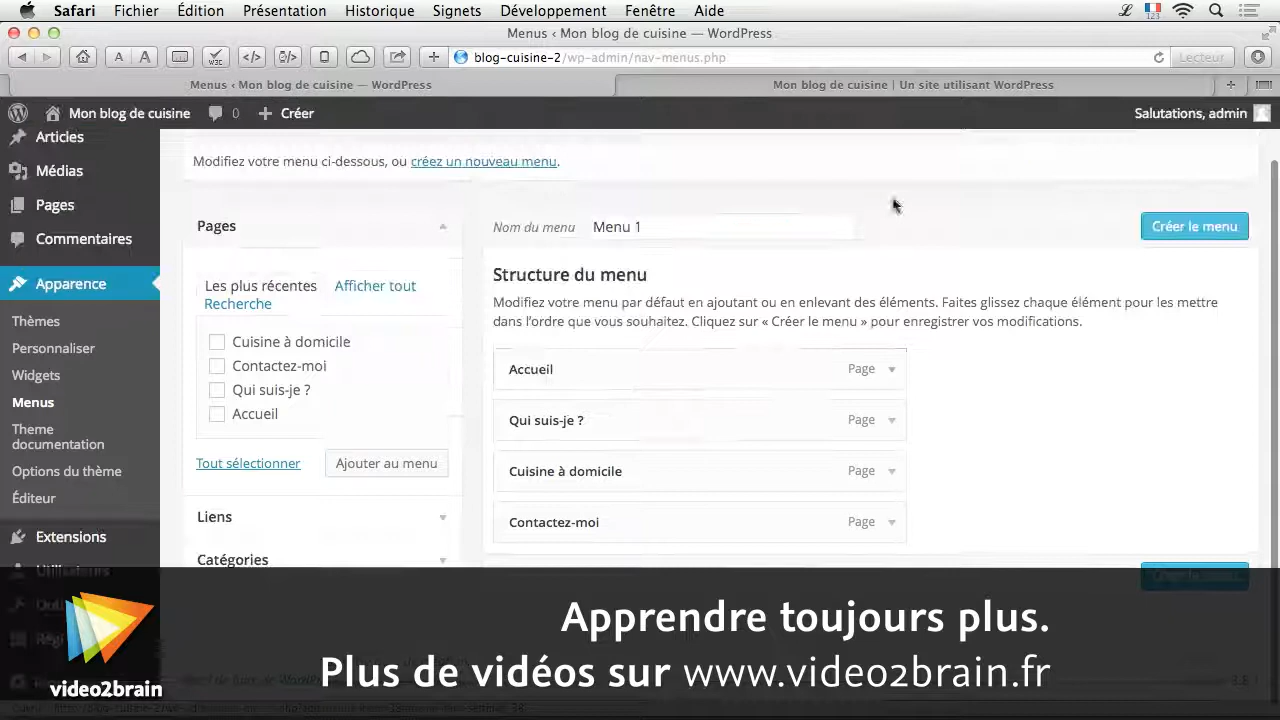 Safari Fichier Édition Présentation Historique Signets Développement Fenêtre Aide
Menus ‹ Mon blog de cuisine — WordPress
A A W3C </> blog-cuisine-2/wp-admin/nav-menus.php Lecteur
Menus ‹ Mon blog de cuisine — WordPress
Mon blog de cuisine | Un site utilisant WordPress
Mon blog de cuisine 0 Créer
Salutations, admin
Articles
Médias
Pages
Commentaires
Apparence
Thèmes
Personnaliser
Widgets
Menus
Theme
documentation
Options du thème
Éditeur
Extensions
Utilisateurs
Modifiez votre menu ci-dessous, ou créez un nouveau menu.
Pages
Les plus récentes Afficher tout
Recherche
Cuisine à domicile
Contactez-moi
Qui suis-je ?
Accueil
Tout sélectionner Ajouter au menu
Liens
Catégories
Nom du menu Menu 1
Créer le menu
Structure du menu
Modifiez votre menu par défaut en ajoutant ou en enlevant des éléments. Faites glissez chaque élément pour les mettre
dans l’ordre que vous souhaitez. Cliquez sur « Créer le menu » pour enregistrer vos modifications.
Accueil Page
Qui suis-je ? Page
Cuisine à domicile Page
Contactez-moi Page
Créer le menu
Apprendre toujours plus.
Plus de vidéos sur www.video2brain.fr
video2brain